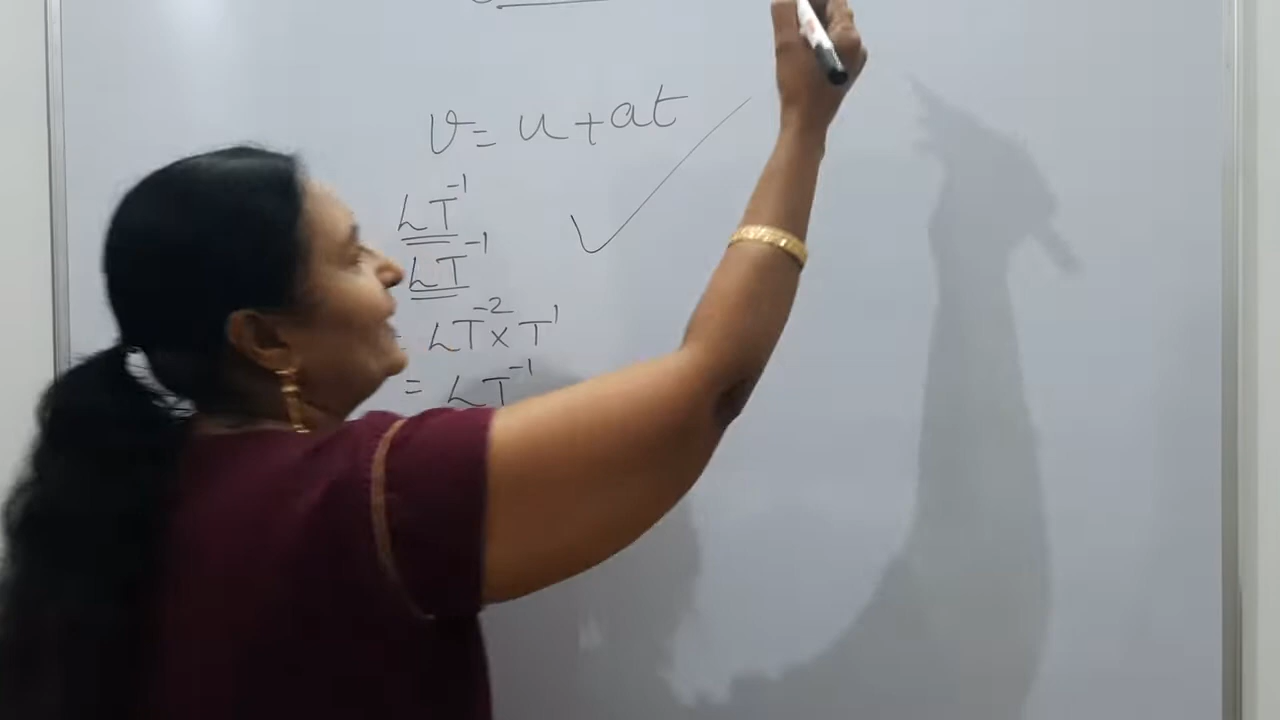 v = u + at
LT⁻¹
LT⁻¹
= LT⁻² × T¹
= LT⁻¹